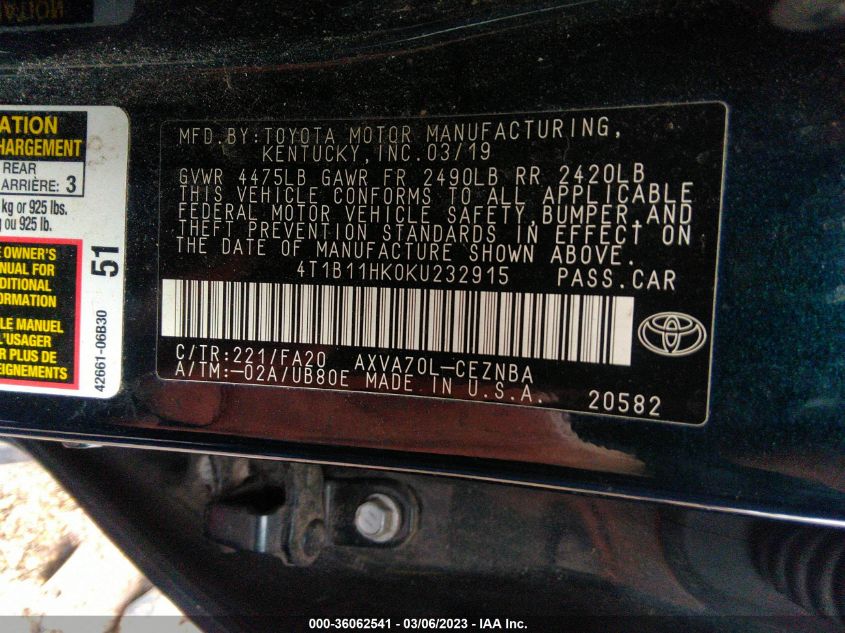 ATION
HARGEMENT
REAR
ARRIÈRE: 3
kg or 925 lbs.
ou 925 lb.
OWNER'S
ANUAL FOR
DITIONAL
FORMATION
LE MANUEL
L'USAGER
R PLUS DE
EIGNEMENTS
51
42661-06B30
MFD.BY:TOYOTA MOTOR MANUFACTURING,
KENTUCKY,INC.03/19
GVWR 4475LB GAWR FR 2490LB RR 2420LB
THIS VEHICLE CONFORMS TO ALL APPLICABLE
FEDERAL MOTOR VEHICLE SAFETY,BUMPER,AND
THEFT PREVENTION STANDARDS IN EFFECT ON
THE DATE OF MANUFACTURE SHOWN ABOVE.
4T1B11HK0KU232915 PASS.CAR
C/TR:221/FA20 AXVA70L-CEZNBA
A/TM:-02A/UB80E MADE IN U.S.A.
20582
000-36062541 - 03/06/2023 - IAA Inc.